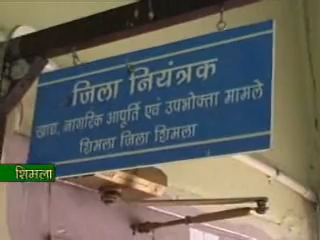 जिला नियंत्रक
खाद्य, नागरिक आपूर्ति एवं उपभोक्ता मामले
शिमला जिला शिमला
शिमला